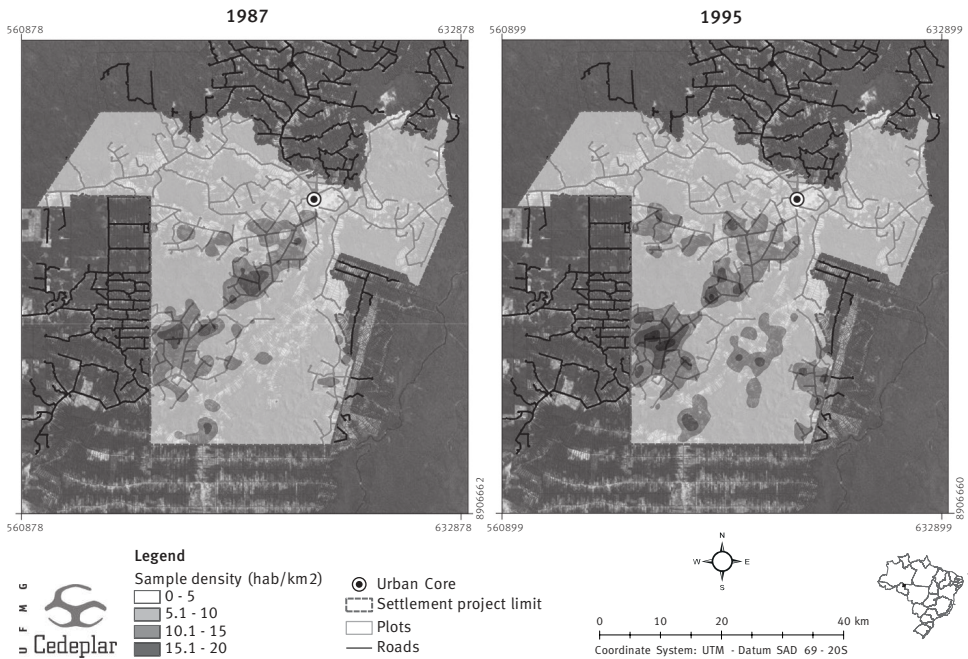 1987
1995
560878
632878
560899
632899
8906662
8906660
560878
632878
560899
632899
Legend
Sample density (hab/km2)
0 - 5
5.1 - 10
10.1 - 15
15.1 - 20
Urban Core
Settlement project limit
Plots
Roads
UFMG
Cedeplar
N
W
E
S
0 10 20 40 km
Coordinate System: UTM - Datum SAD 69 - 20S